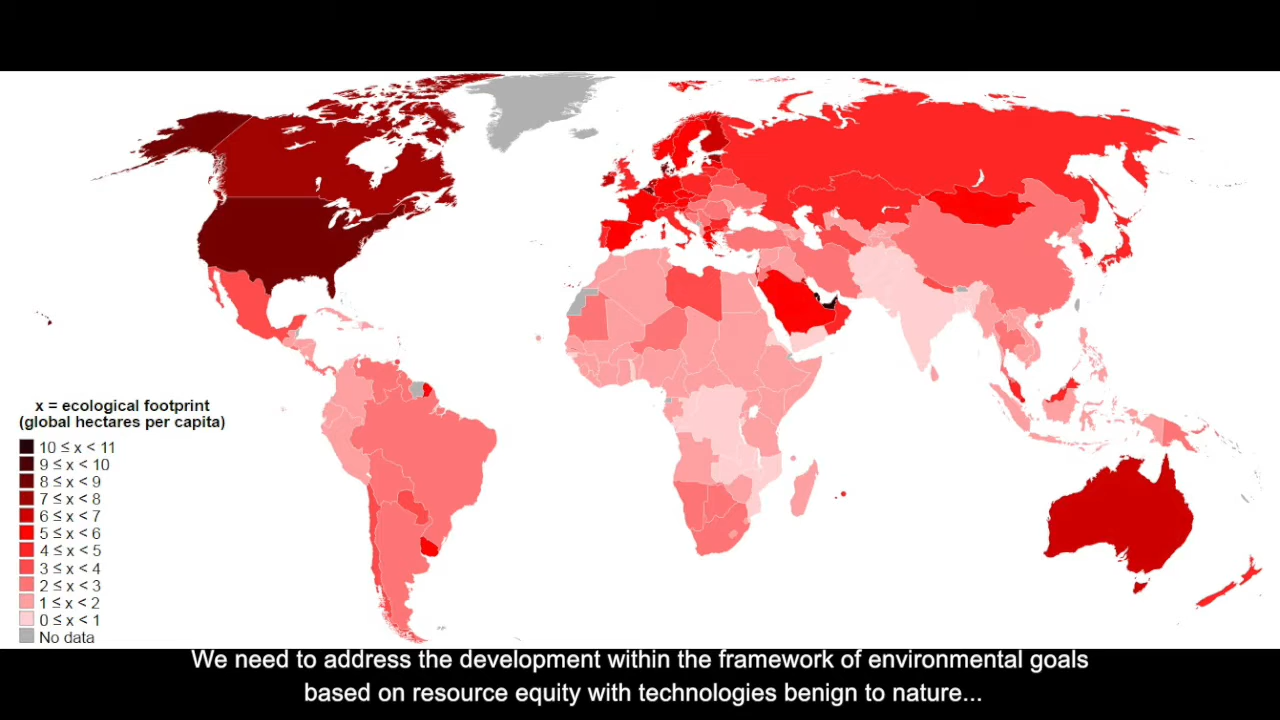 x = ecological footprint
(global hectares per capita)
10 ≤ x < 11
9 ≤ x < 10
8 ≤ x < 9
7 ≤ x < 8
6 ≤ x < 7
5 ≤ x < 6
4 ≤ x < 5
3 ≤ x < 4
2 ≤ x < 3
1 ≤ x < 2
0 ≤ x < 1
No data
We need to address the development within the framework of environmental goals
based on resource equity with technologies benign to nature...